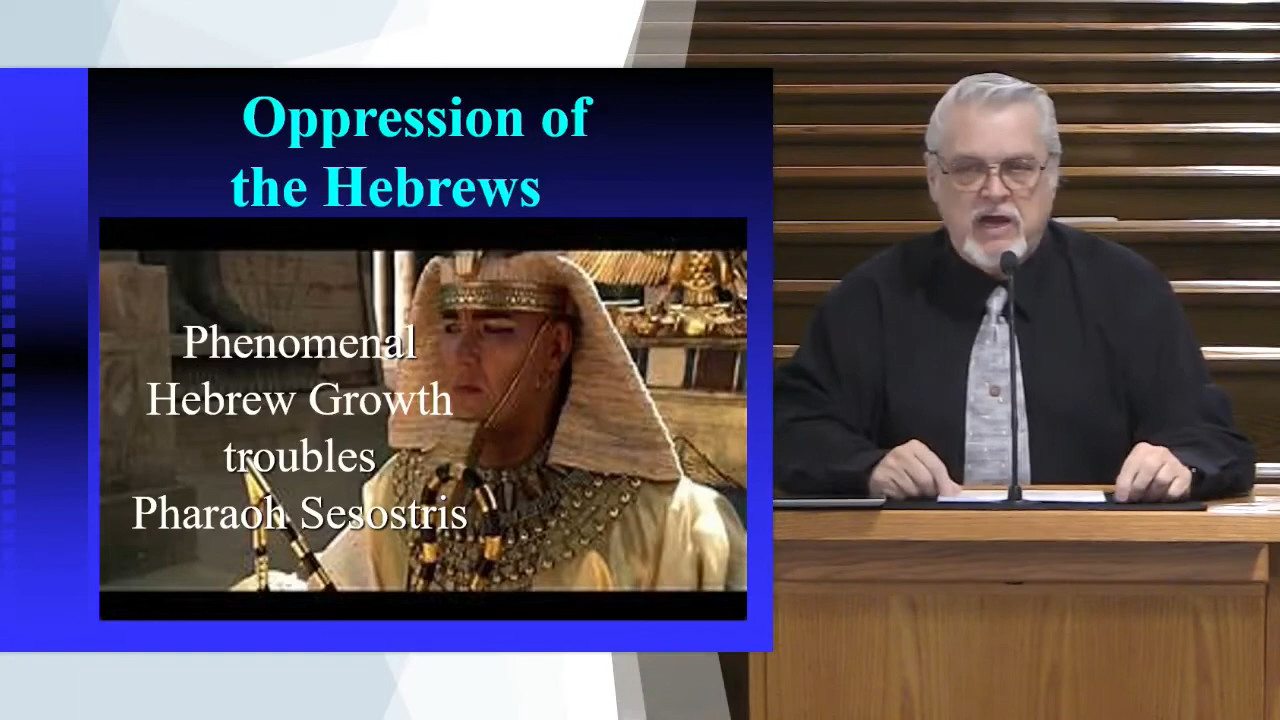 Oppression of
the Hebrews
Phenomenal
Hebrew Growth
troubles
Pharaoh Sesostris